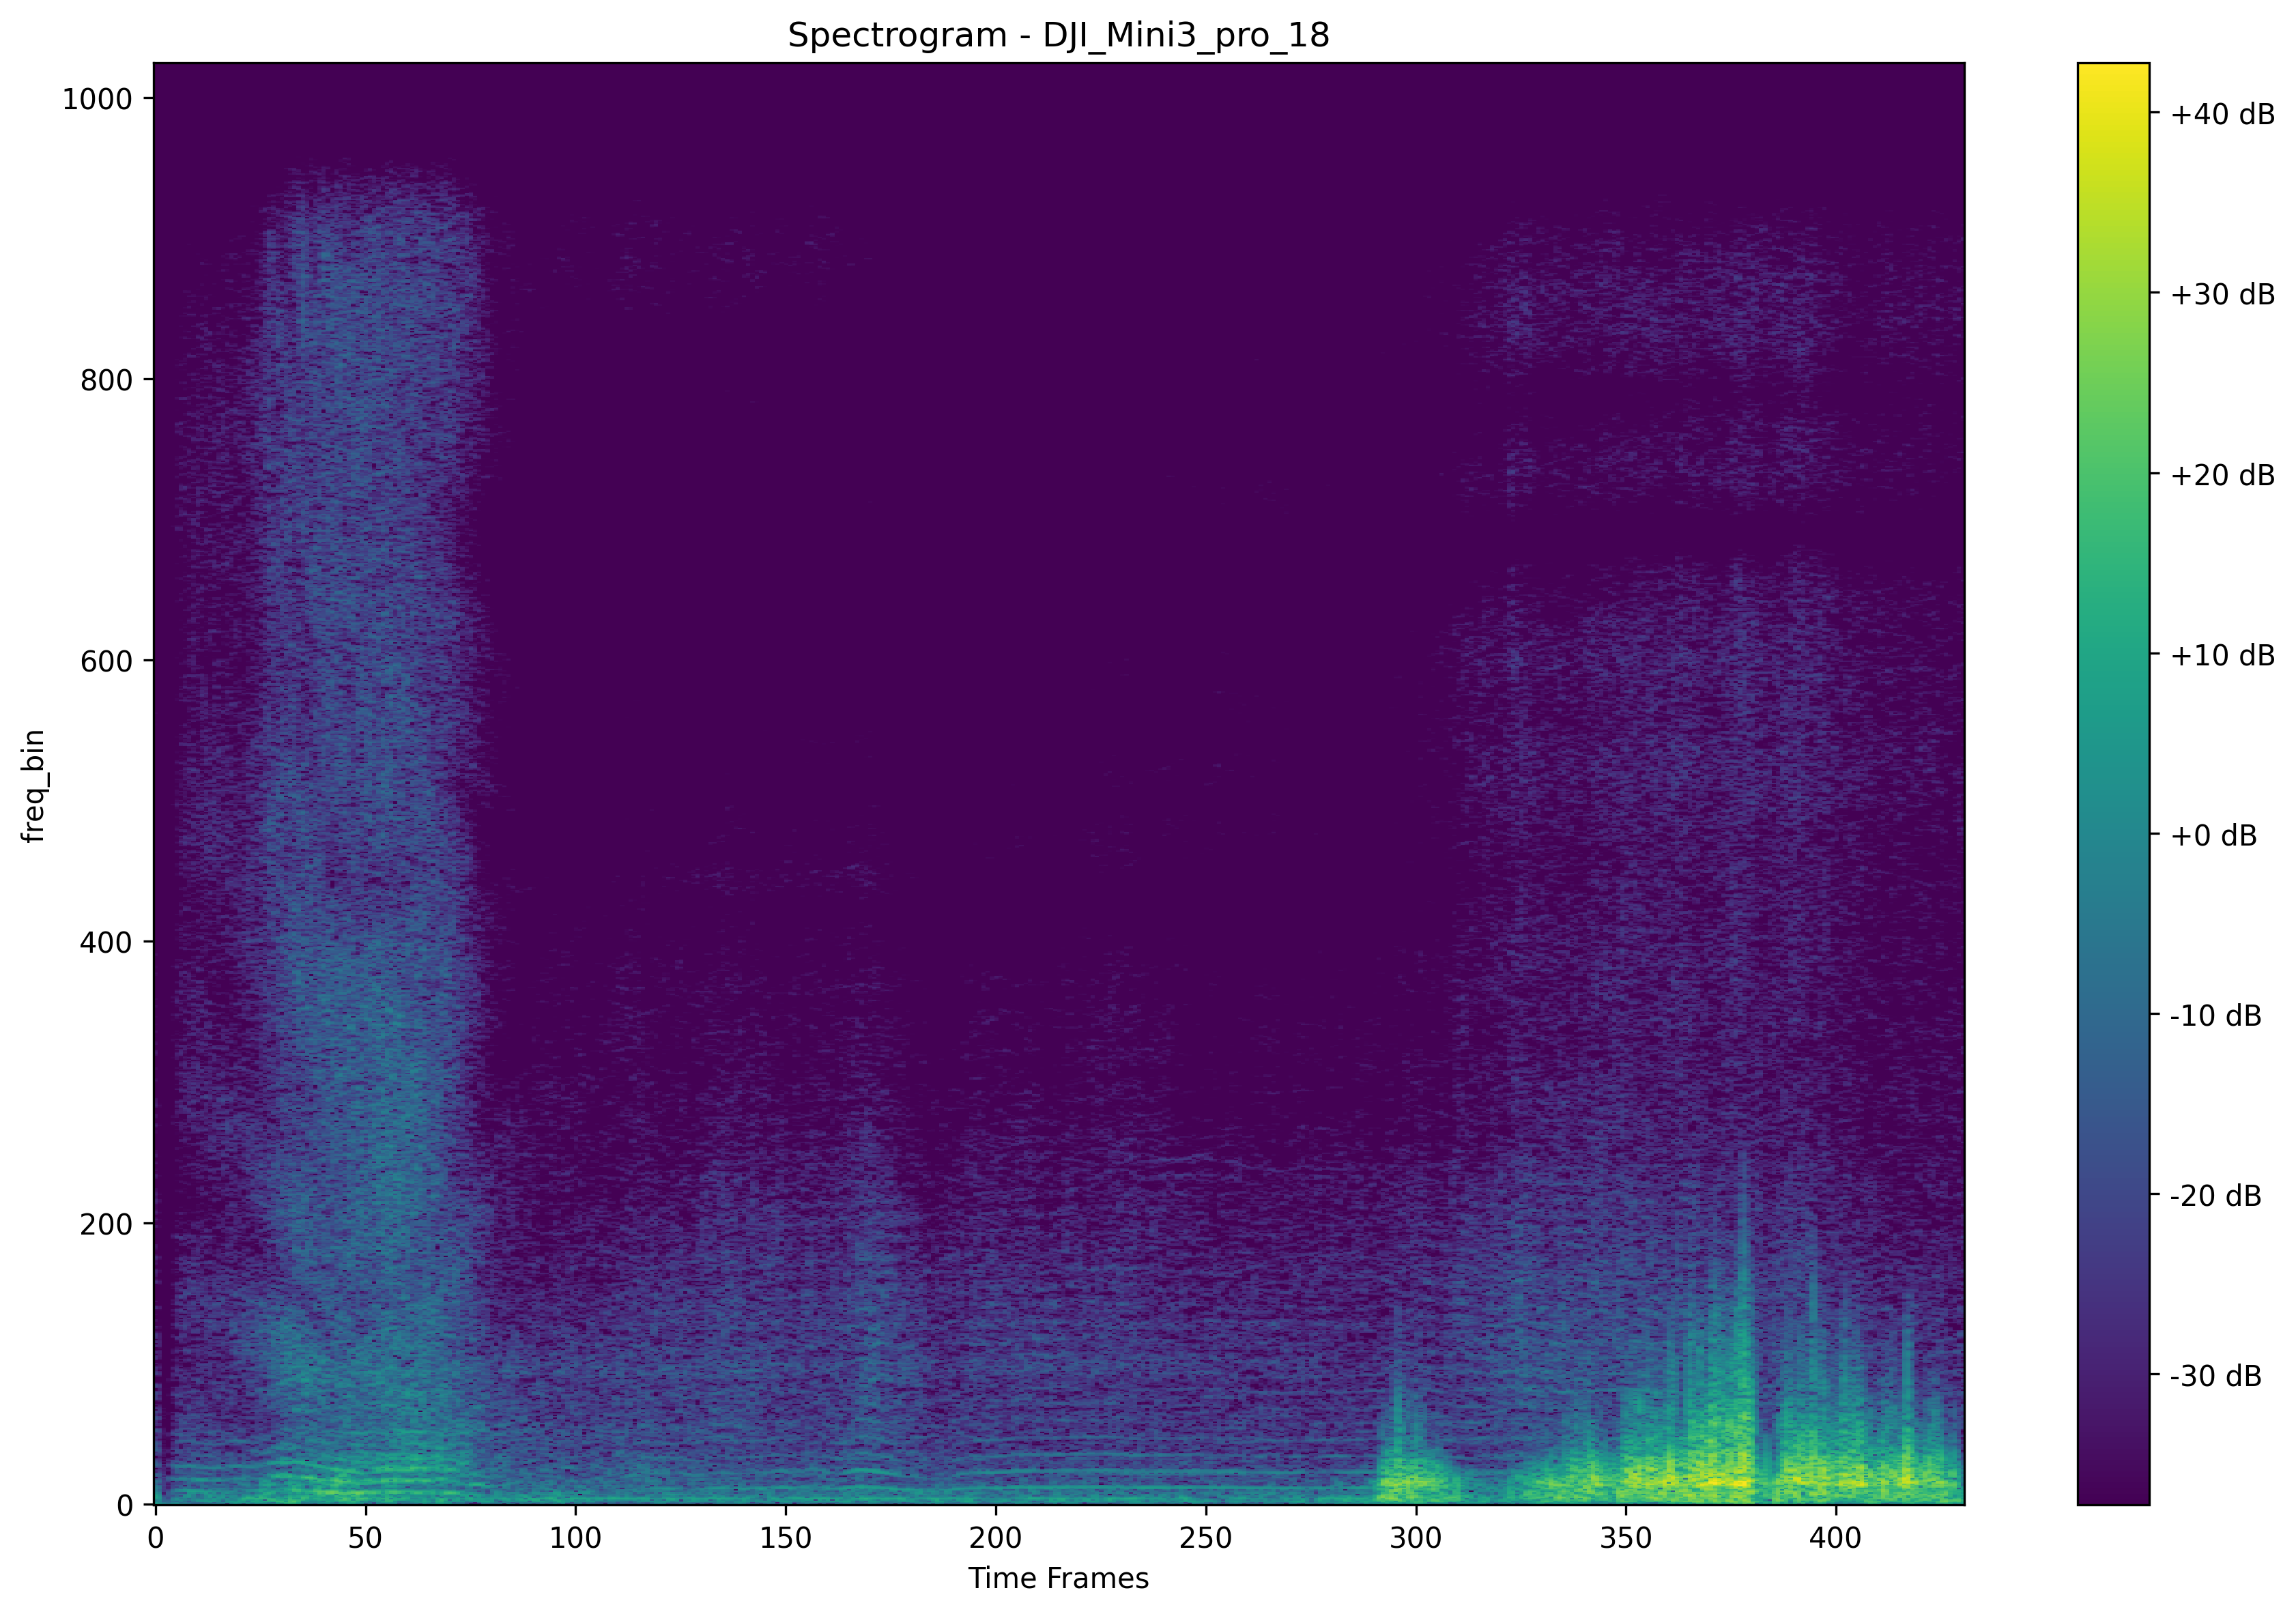 Spectrogram - DJI_Mini3_pro_18
1000
800
600
400
200
0
freq_bin
0 50 100 150 200 250 300 350 400
Time Frames
+40 dB
+30 dB
+20 dB
+10 dB
+0 dB
-10 dB
-20 dB
-30 dB